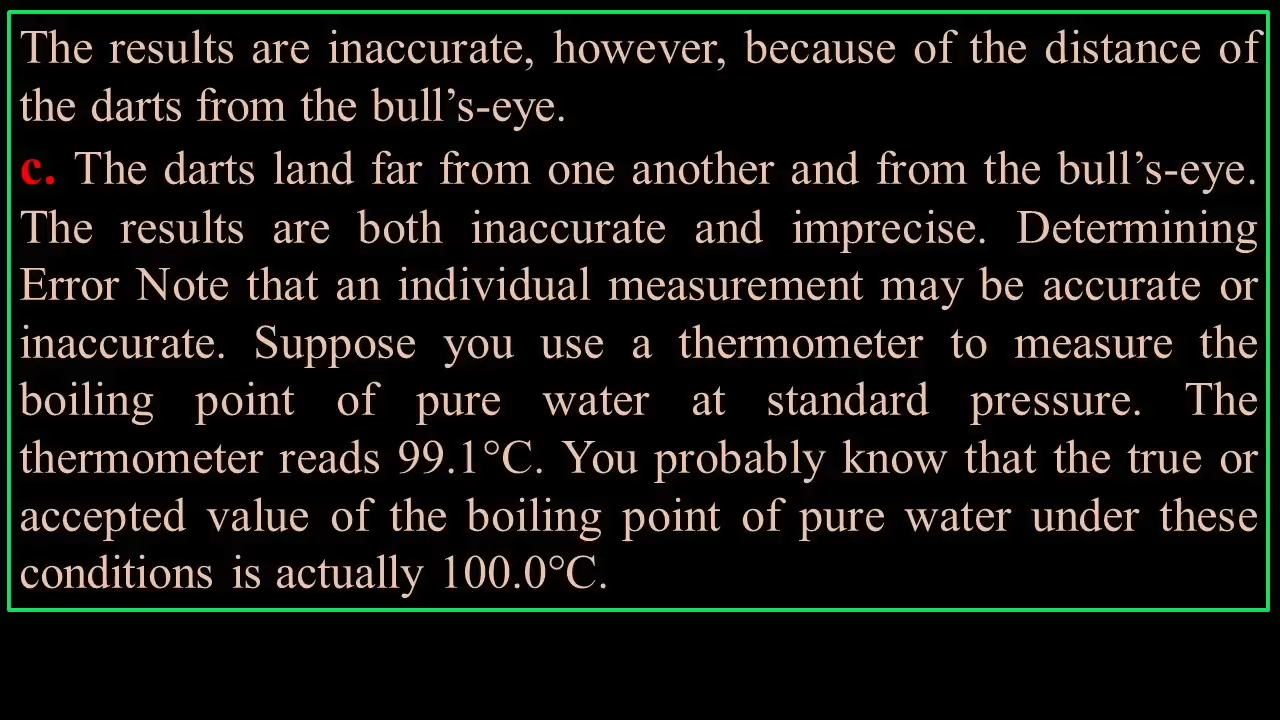 The results are inaccurate, however, because of the distance of
the darts from the bull’s-eye.
c. The darts land far from one another and from the bull’s-eye.
The results are both inaccurate and imprecise. Determining
Error Note that an individual measurement may be accurate or
inaccurate. Suppose you use a thermometer to measure the
boiling point of pure water at standard pressure. The
thermometer reads 99.1°C. You probably know that the true or
accepted value of the boiling point of pure water under these
conditions is actually 100.0°C.